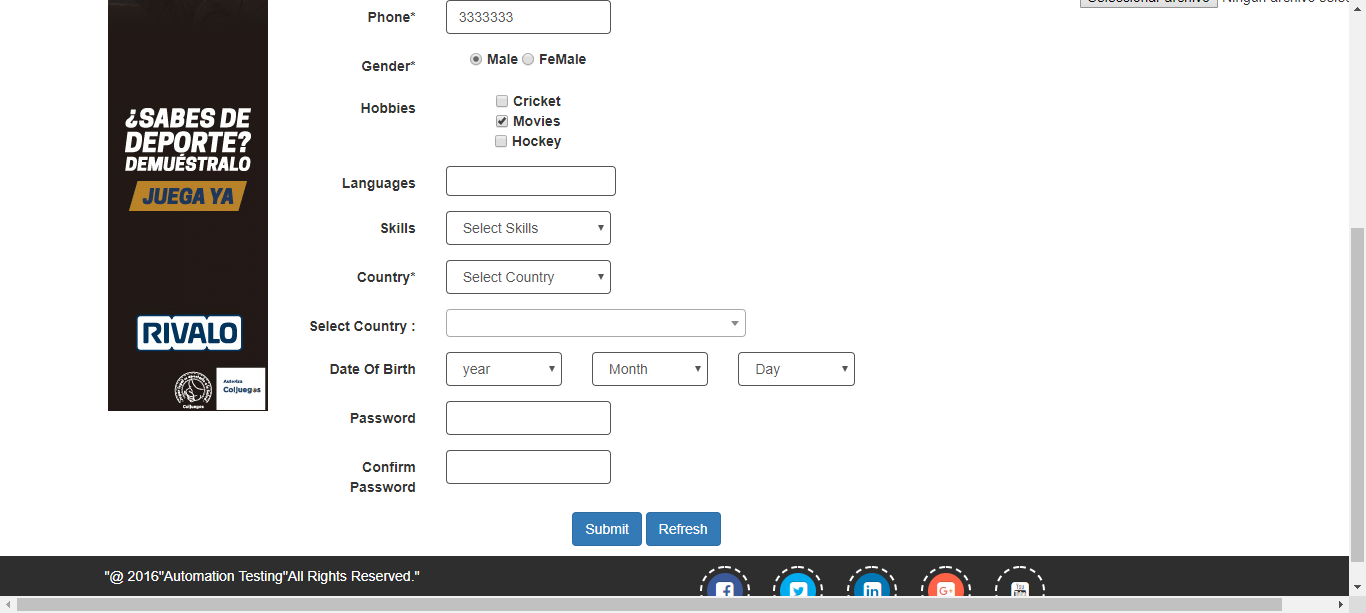 Seleccionar archivo Ningún archivo selec
Phone* 3333333
Gender* Male FeMale
Hobbies Cricket
Movies
Hockey
Languages
Skills Select Skills
Country* Select Country
Select Country :
Date Of Birth year Month Day
Password
Confirm
Password
Submit Refresh
¿SABES DE
DEPORTE?
DEMUÉSTRALO
JUEGA YA
RIVALO
Autoriza
Coljuegos
Coljuegos
"@ 2016"Automation Testing"All Rights Reserved."
f in G+ You